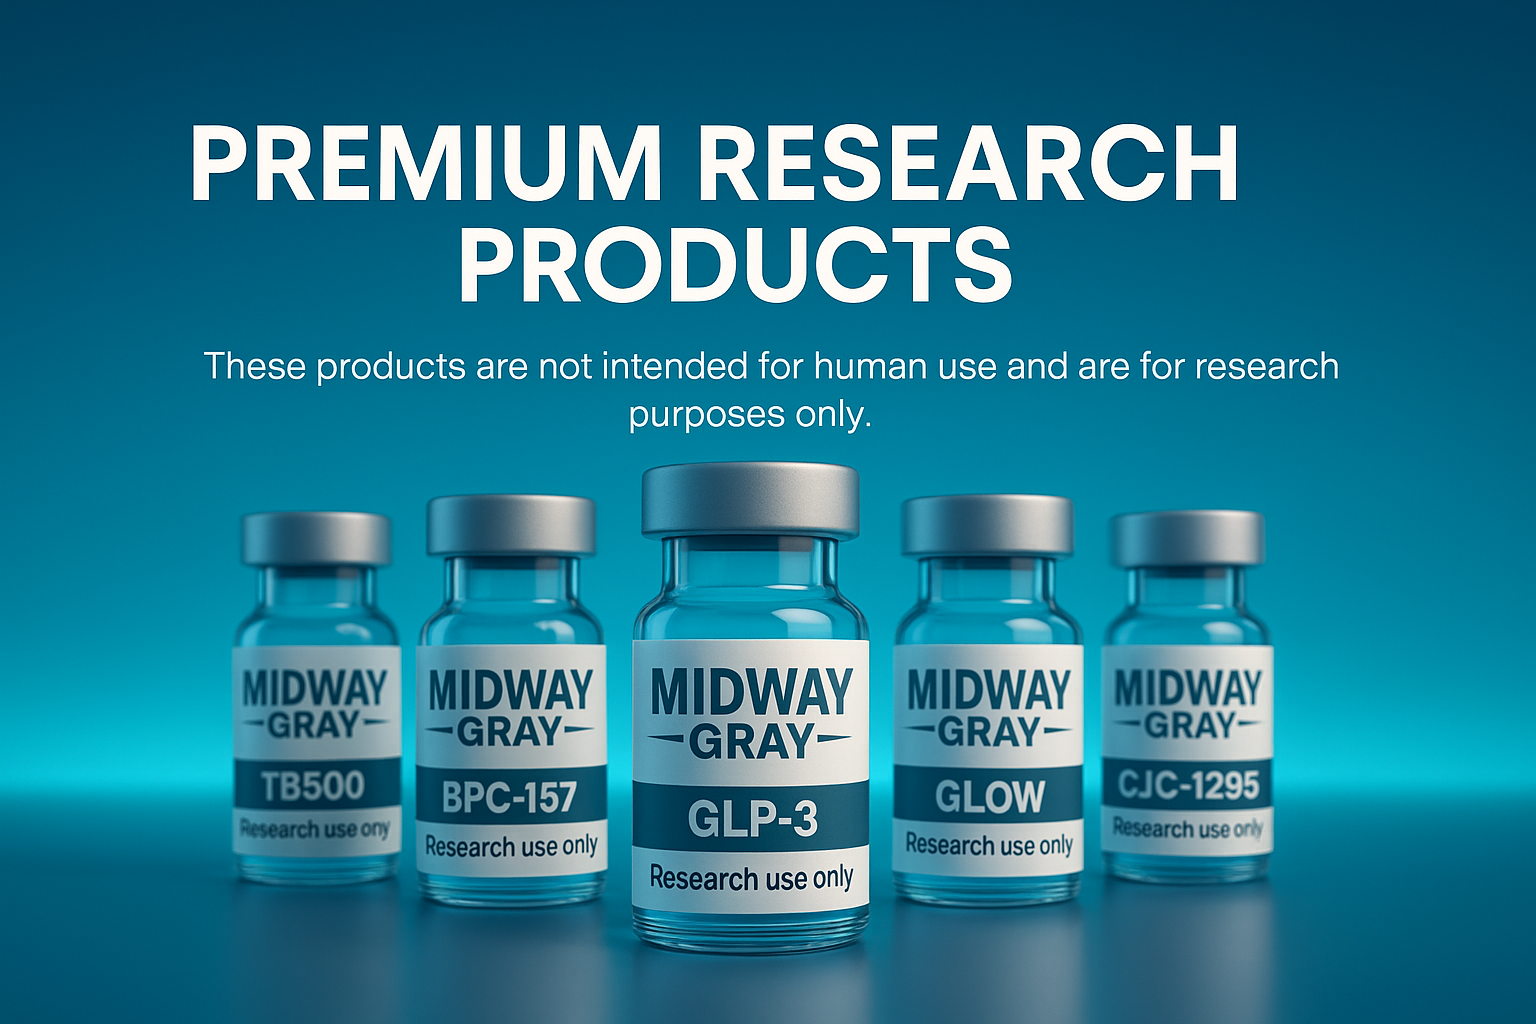 PREMIUM RESEARCH
PRODUCTS
These products are not intended for human use and are for research
purposes only.
MIDWAY
GRAY
TB500
Research use ony
MIDWAY
GRAY
BPC-157
Research use only
MIDWAY
GRAY
GLP-3
Research use only
MIDWAY
GRAY
GLOW
Research use only
MIDWAY
GRAY
CJC-1295
Research use only